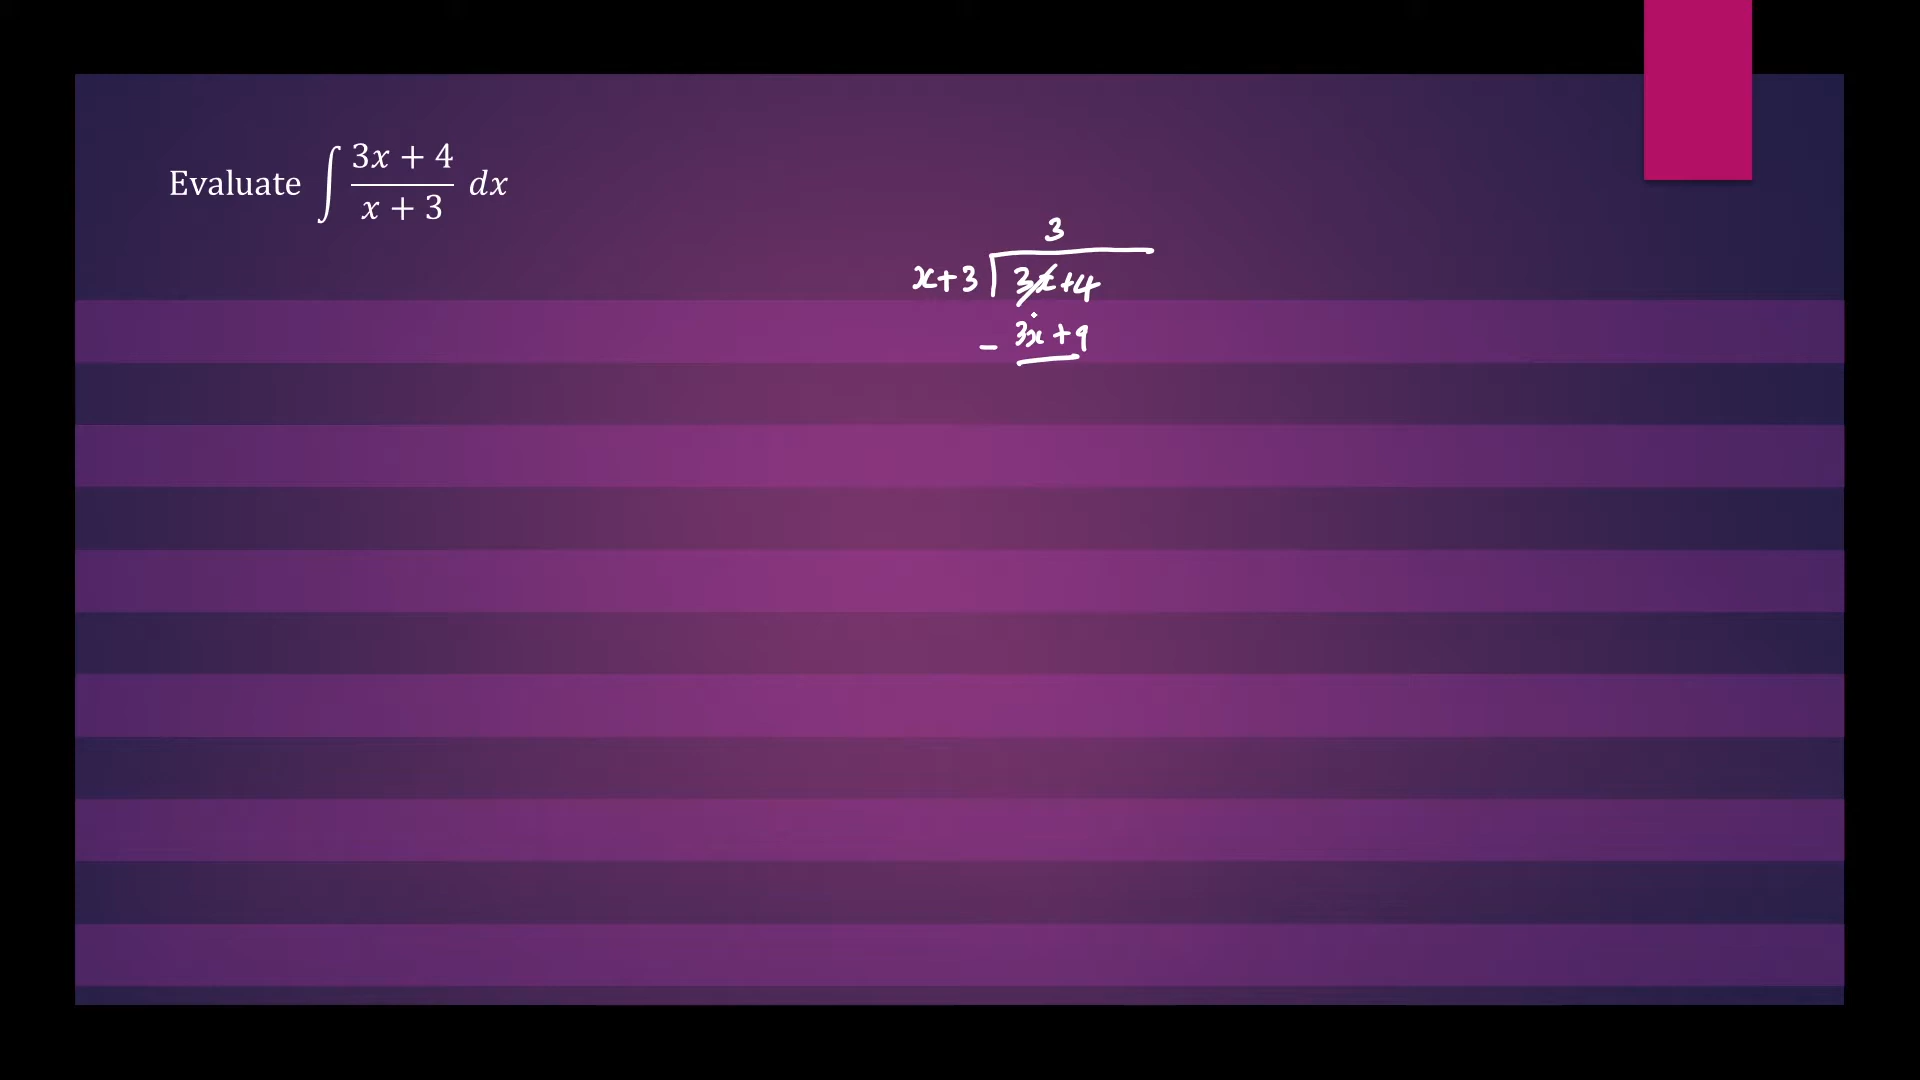 Evaluate ∫ (3x + 4)/(x + 3) dx
3
x+3 3x+4
- 3x+9